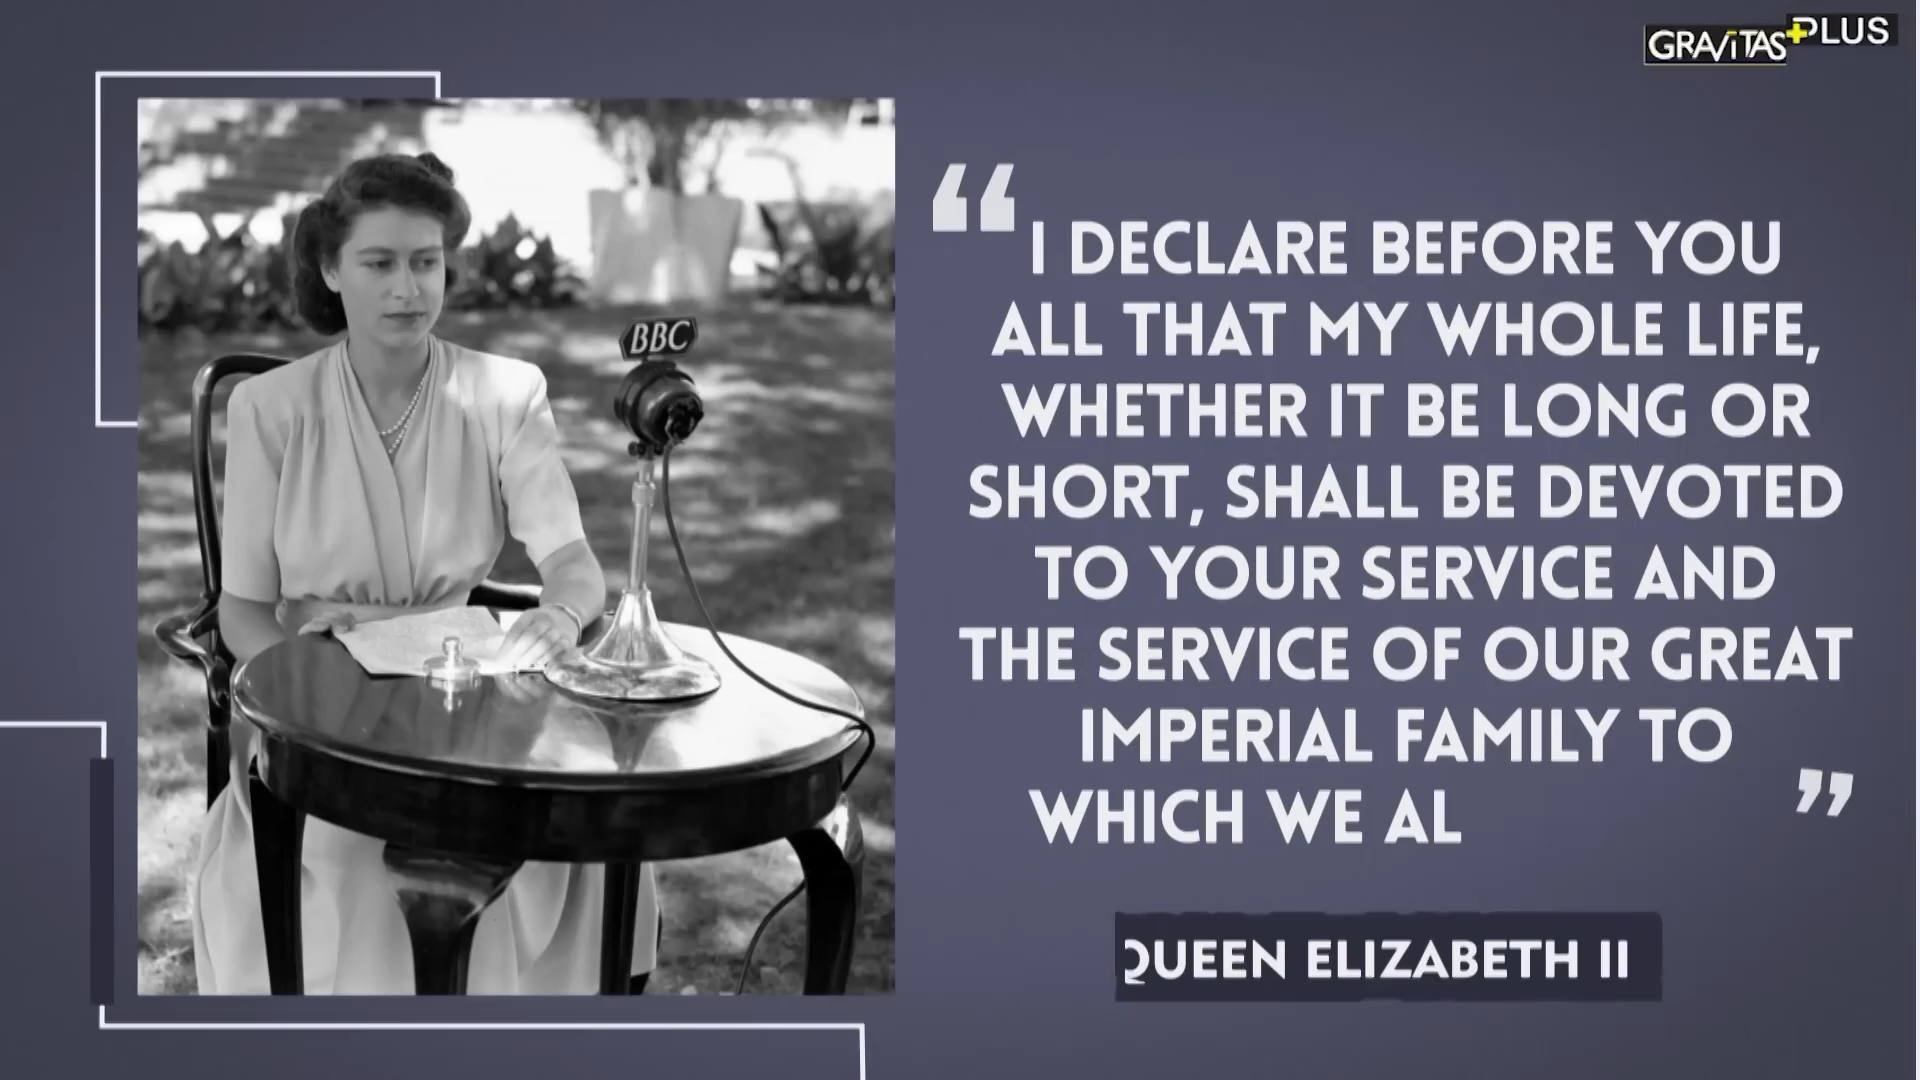 GRAVITAS PLUS
BBC
“ I DECLARE BEFORE YOU
ALL THAT MY WHOLE LIFE,
WHETHER IT BE LONG OR
SHORT, SHALL BE DEVOTED
TO YOUR SERVICE AND
THE SERVICE OF OUR GREAT
IMPERIAL FAMILY TO
WHICH WE AL ”
QUEEN ELIZABETH II